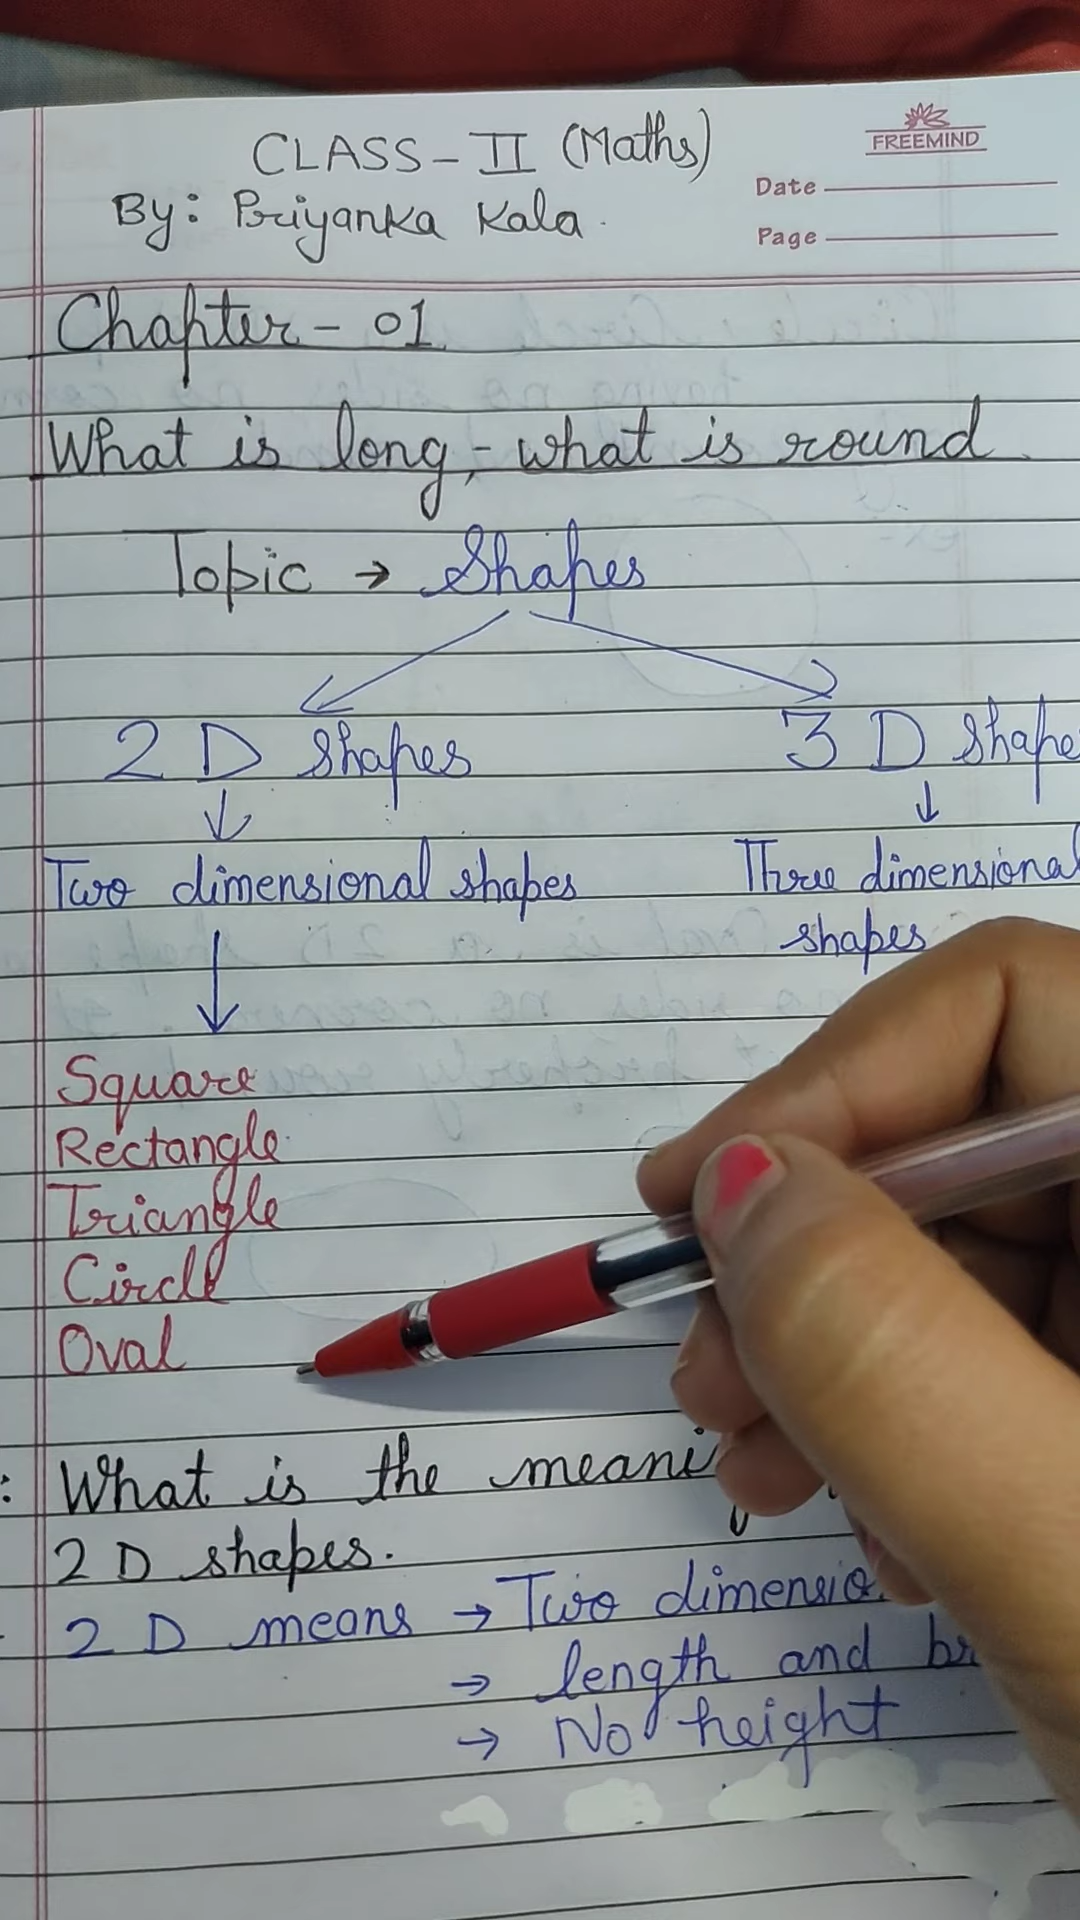 CLASS - II (Maths)
FREEMIND
By: Priyanka Kala.
Date
Page
Chapter - 01
What is long, - what is round
Topic → Shapes
2 D shapes
3 D shape
Two dimensional shapes
Three dimensional
shapes
Square
Rectangle
Triangle
Circle
Oval
: What is the
2 D shapes.
2 D means → Two
→ length and
→ No height